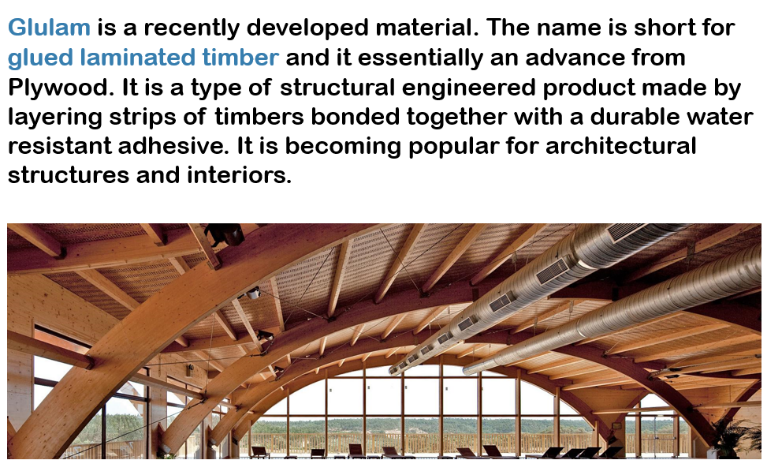 Glulam is a recently developed material. The name is short for
glued laminated timber and it essentially an advance from
Plywood. It is a type of structural engineered product made by
layering strips of timbers bonded together with a durable water
resistant adhesive. It is becoming popular for architectural
structures and interiors.